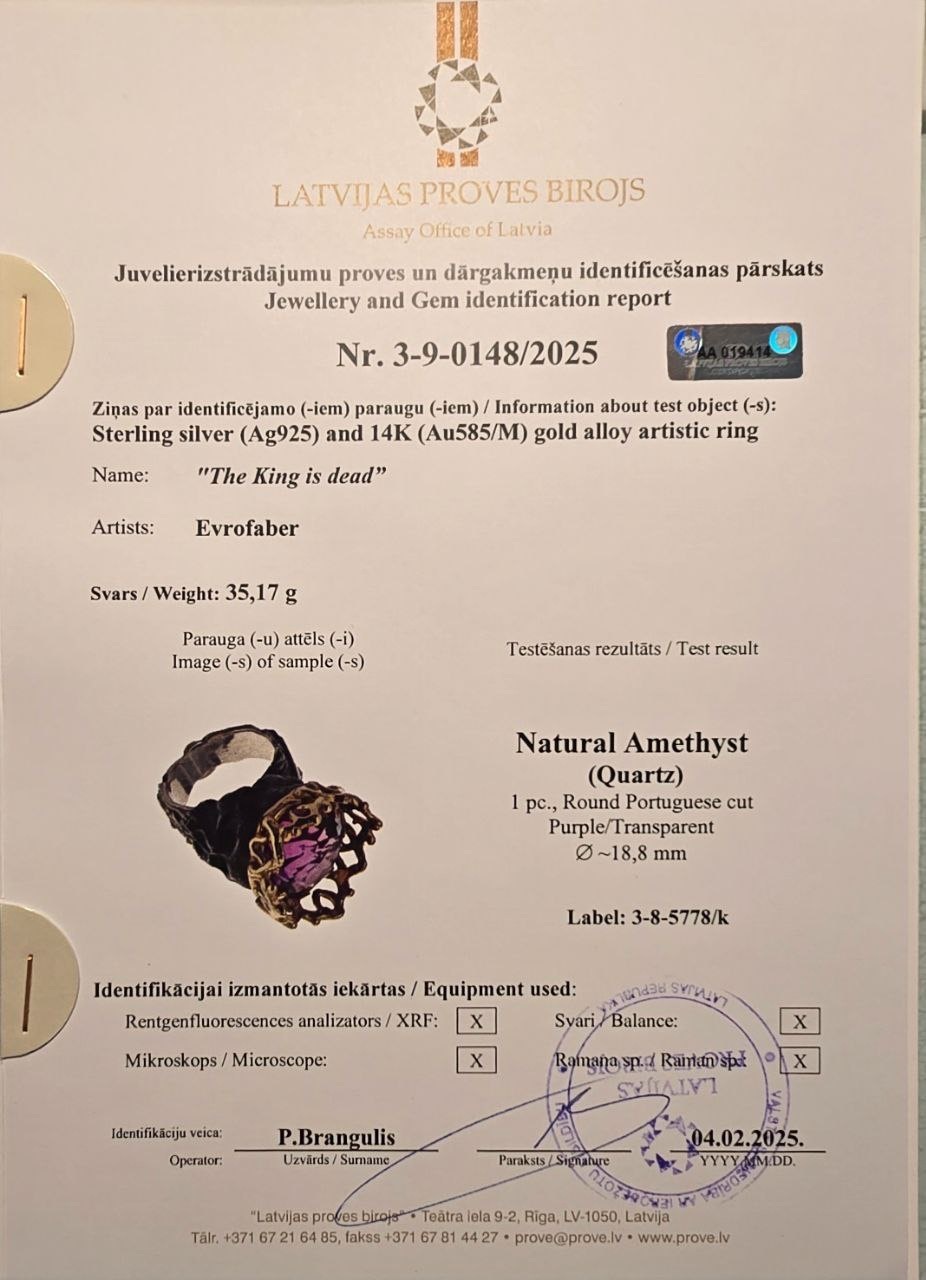 LATVIJAS PROVES BIROJS
Assay Office of Latvia
Juvelierizstrādājumu proves un dārgakmeņu identificēšanas pārskats
Jewellery and Gem identification report
Nr. 3-9-0148/2025
AA 019414
Ziņas par identificējamo (-iem) paraugu (-iem) / Information about test object (-s):
Sterling silver (Ag925) and 14K (Au585/M) gold alloy artistic ring
Name: "The King is dead”
Artists: Evrofaber
Svars / Weight: 35,17 g
Parauga (-u) attēls (-i)
Image (-s) of sample (-s)
Testēšanas rezultāts / Test result
Natural Amethyst
(Quartz)
1 pc., Round Portuguese cut
Purple/Transparent
Ø ~18,8 mm
Label: 3-8-5778/k
Identifikācijai izmantotās iekārtas / Equipment used:
Rentgenfluorescences analizators / XRF: X
Svari / Balance: X
Mikroskops / Microscope: X
Ramana sp. / Raman sp.: X
LATVIJAS REPUBLIKA
LATVIJAS
PROVES BIROJS
Identifikāciju veica: P.Brangulis 04.02.2025.
Operator: Uzvārds / Surname Paraksts / Signature YYYY.MM.DD.
"Latvijas proves birojs" • Teātra iela 9-2, Rīga, LV-1050, Latvija
Tālr. +371 67 21 64 85, fakss +371 67 81 44 27 • prove@prove.lv • www.prove.lv